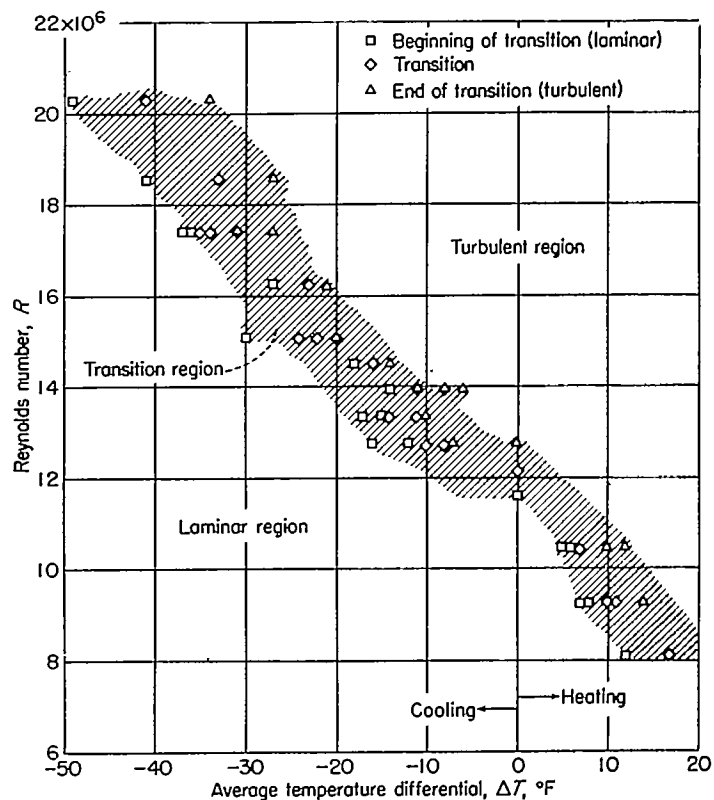 22×10⁶
20
18
16
14
12
10
8
6
Reynolds number, R
□ Beginning of transition (laminar)
◇ Transition
△ End of transition (turbulent)
Turbulent region
Transition region
Laminar region
Cooling
Heating
-50 -40 -30 -20 -10 0 10 20
Average temperature differential, ΔT, °F